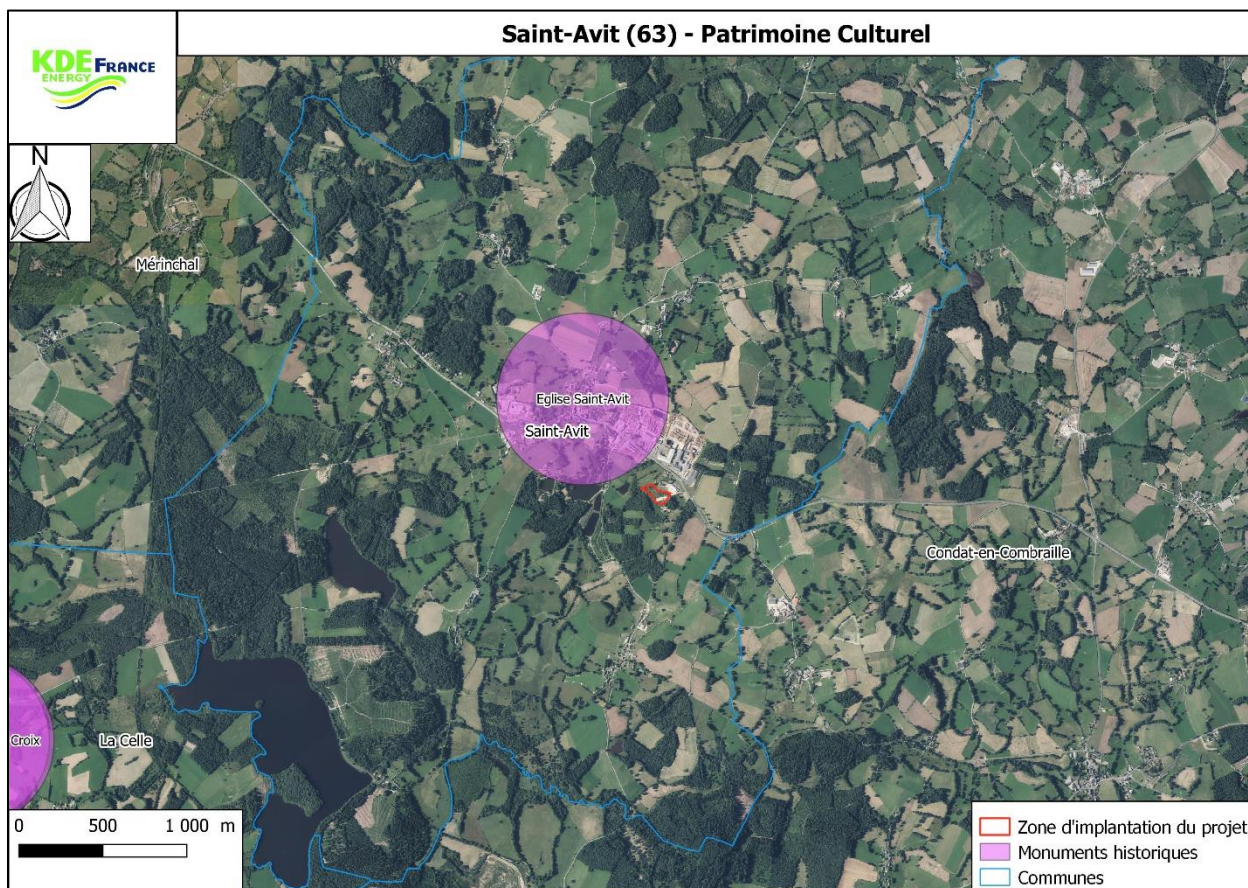 Saint-Avit (63) - Patrimoine Culturel
KDE FRANCE
ENERGY
N
Mérinchal
Eglise Saint-Avit
Saint-Avit
Condat-en-Combraille
Croix
La Celle
0 500 1 000 m
Zone d'implantation du projet
Monuments historiques
Communes